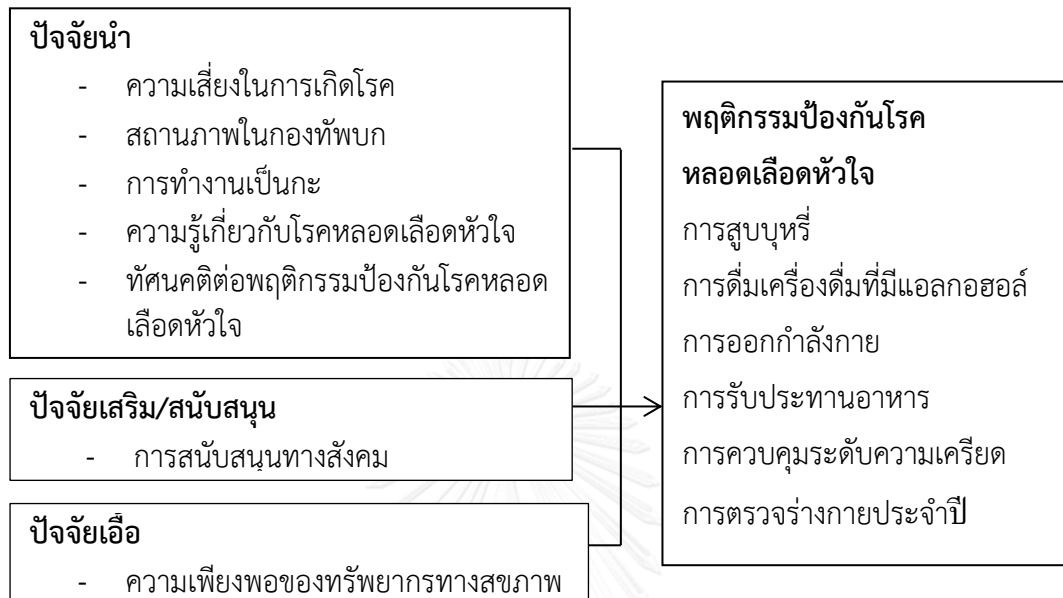 ปัจจัยนำ
- ความเสี่ยงในการเกิดโรค
- สถานภาพในกองทัพบก
- การทำงานเป็นกะ
- ความรู้เกี่ยวกับโรคหลอดเลือดหัวใจ
- ทัศนคติต่อพฤติกรรมป้องกันโรคหลอด
เลือดหัวใจ
ปัจจัยเสริม/สนับสนุน
- การสนับสนุนทางสังคม
ปัจจัยเอื้อ
- ความเพียงพอของทรัพยากรทางสุขภาพ
พฤติกรรมป้องกันโรค
หลอดเลือดหัวใจ
การสูบบุหรี่
การดื่มเครื่องดื่มที่มีแอลกอฮอล์
การออกกำลังกาย
การรับประทานอาหาร
การควบคุมระดับความเครียด
การตรวจร่างกายประจำปี